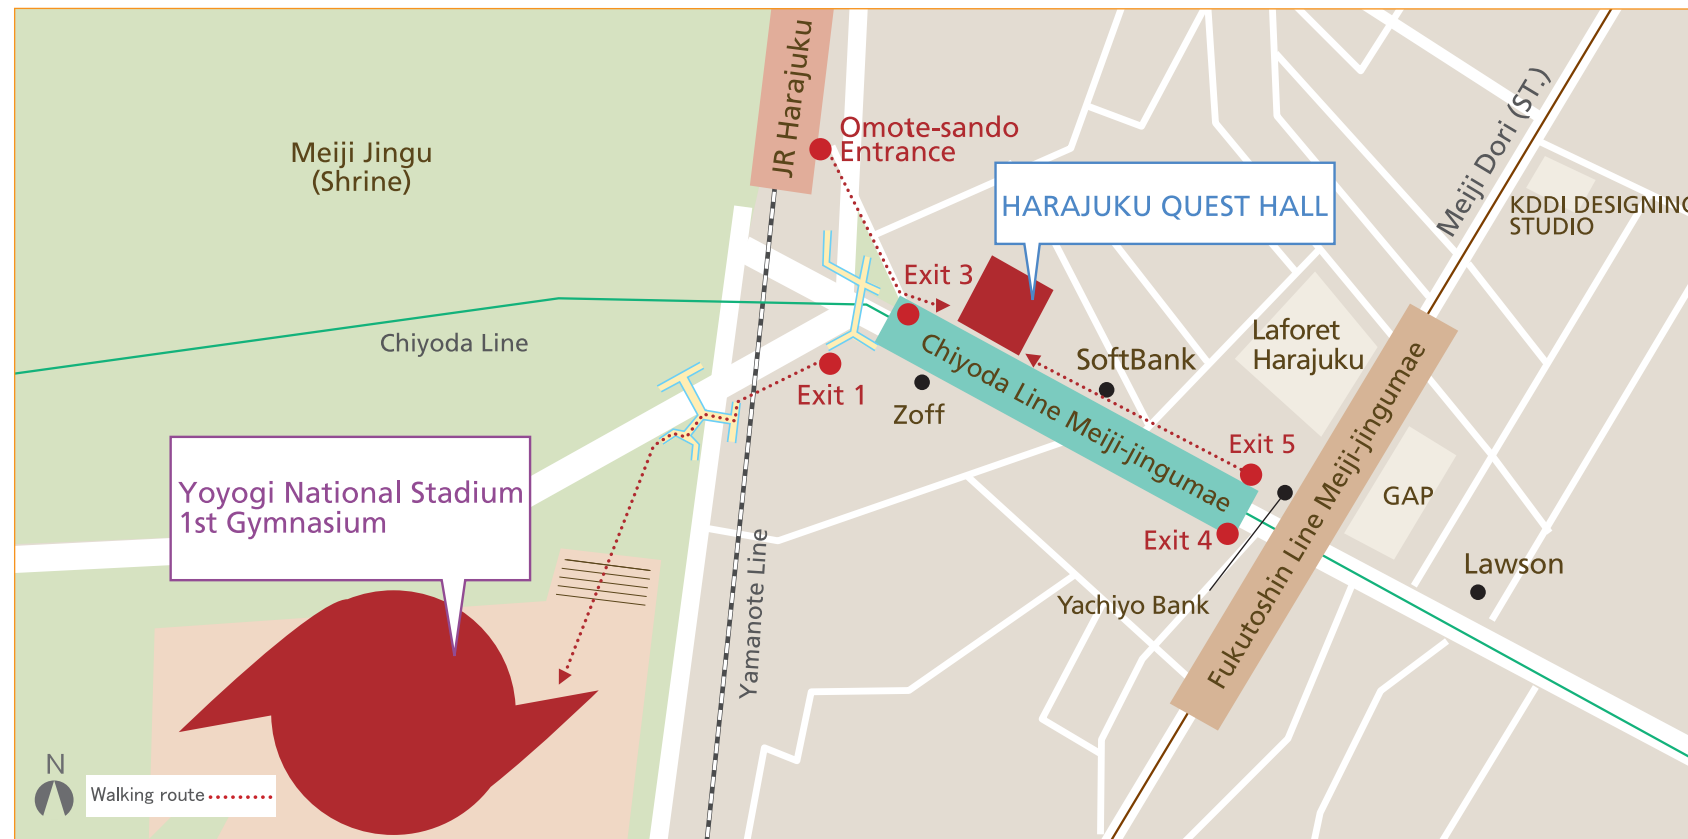 JR Harajuku
Omote-sando
Entrance
Meiji Jingu
(Shrine)
HARAJUKU QUEST HALL
Meiji Dori (ST.)
KDDI DESIGNING
STUDIO
Exit 3
Chiyoda Line
Chiyoda Line Meiji-jingumae
SoftBank
Laforet
Harajuku
Exit 1
Zoff
Exit 5
Yoyogi National Stadium
1st Gymnasium
GAP
Exit 4
Fukutoshin Line Meiji-jingumae
Lawson
Yachiyo Bank
Yamanote Line
N
Walking route